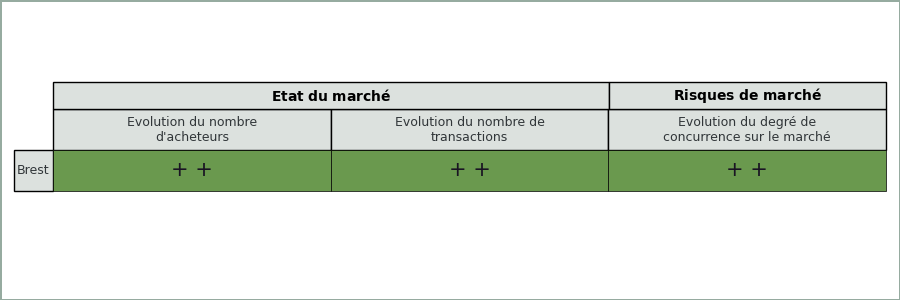 Etat du marché
Risques de marché
Evolution du nombre
d'acheteurs
Evolution du nombre de
transactions
Evolution du degré de
concurrence sur le marché
Brest
+ +
+ +
+ +